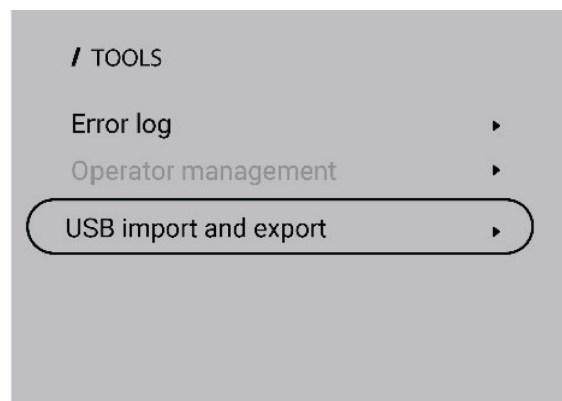 / TOOLS
Error log
Operator management
USB import and export